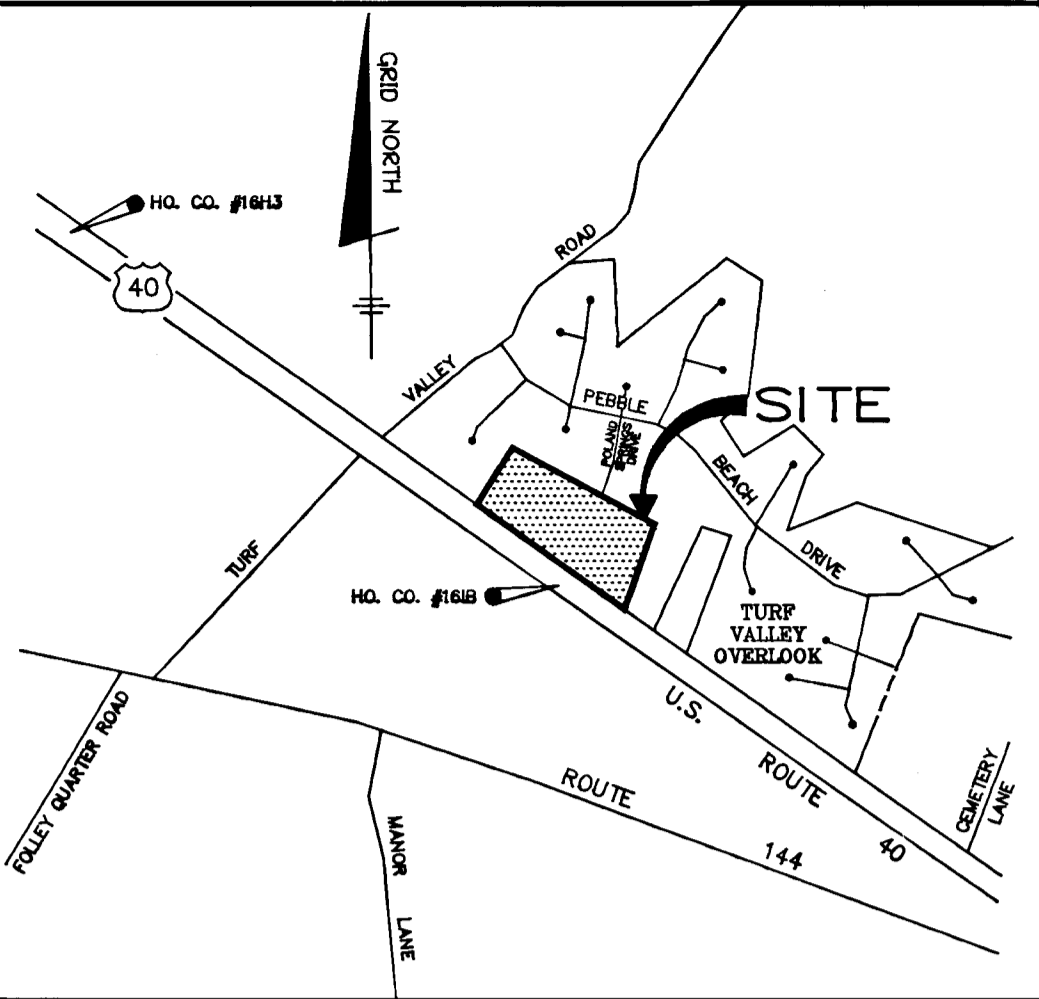 GRID NORTH
HO. CO. #16H3
40
ROAD
VALLEY
PEBBLE
SITE
POLAND
SPRINGS
DRIVE
BEACH
TURF
DRIVE
HO. CO. #16IB
TURF
VALLEY
OVERLOOK
U.S.
ROUTE
40
FOLLEY QUARTER ROAD
ROUTE
144
CEMETERY
LANE
MANOR
LANE